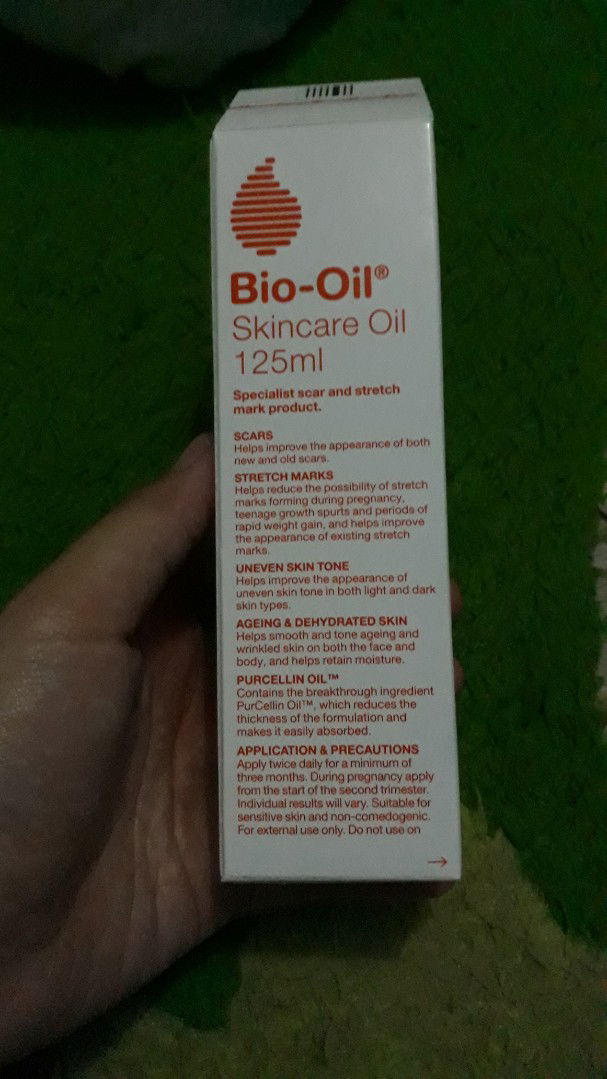 Bio-Oil®
Skincare Oil
125ml
Specialist scar and stretch
mark product.
SCARS
Helps improve the appearance of both
new and old scars.
STRETCH MARKS
Helps reduce the possibility of stretch
marks forming during pregnancy,
teenage growth spurts and periods of
rapid weight gain, and helps improve
the appearance of existing stretch
marks.
UNEVEN SKIN TONE
Helps improve the appearance of
uneven skin tone in both light and dark
skin types.
AGEING & DEHYDRATED SKIN
Helps smooth and tone ageing and
wrinkled skin on both the face and
body, and helps retain moisture.
PURCELLIN OIL™
Contains the breakthrough ingredient
PurCellin Oil™, which reduces the
thickness of the formulation and
makes it easily absorbed.
APPLICATION & PRECAUTIONS
Apply twice daily for a minimum of
three months. During pregnancy apply
from the start of the second trimester.
Individual results will vary. Suitable for
sensitive skin and non-comedogenic.
For external use only. Do not use on